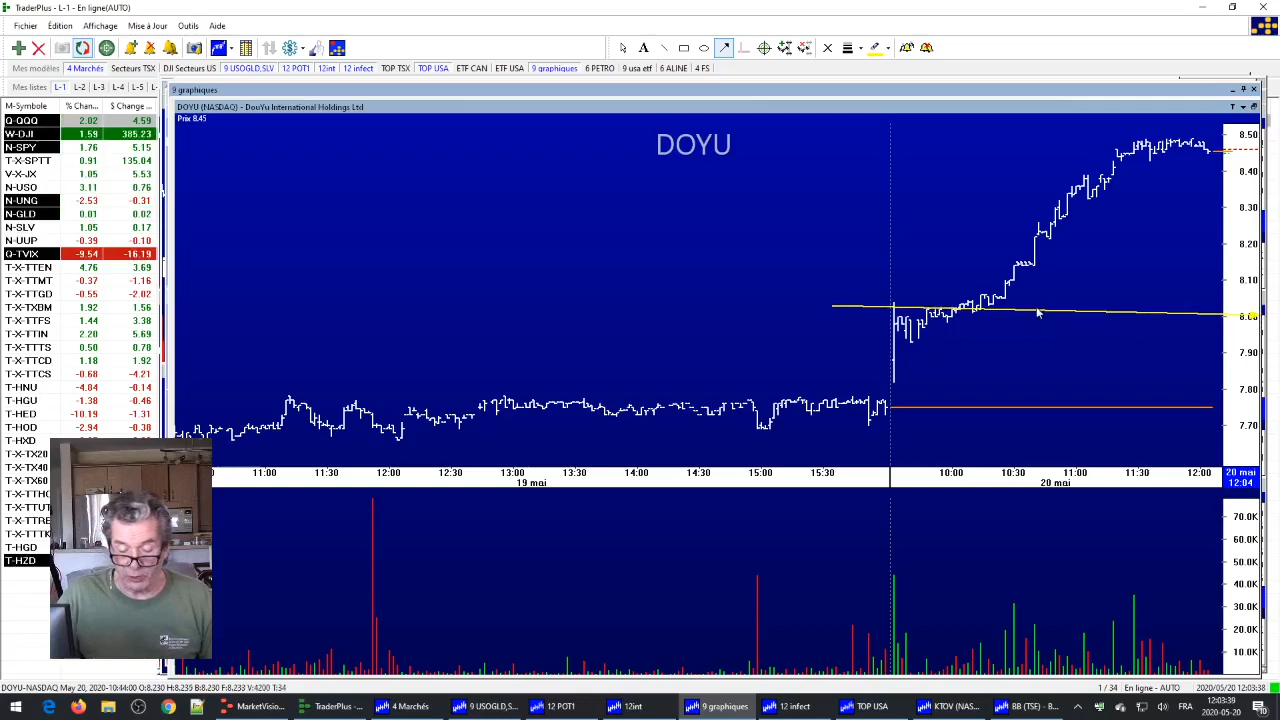 TraderPlus - L-1 - En ligne(AUTO)
Fichier Édition Affichage Mise à Jour Outils Aide
Mes modèles 4 Marchés Secteurs TSX DJI Secteurs US 9 USOGLD.SLV 12 POT1 12int 12 infect TOP TSX TOP USA ETF CAN ETF USA 9 graphiques 6 PETRO 9 usa etf 6 ALINE 4 FS
Mes listes L-1 L-2 L-3 L-4 L-5
9 graphiques
M-Symbole % Chan... $ Change ...
DOYU (NASDAQ) - DouYu International Holdings Ltd
Prix 8.45
DOYU
Q-QQQ 2.02 4.59
W-DJI 1.59 385.23
N-SPY 1.76 -5.15
T-X-SPTT 0.91 135.04
V-X-JX 1.05 5.53
N-USO 3.11 0.76
N-UNG -2.53 -0.31
N-GLD 0.01 0.02
N-SLV 1.05 0.17
N-UUP -0.39 -0.10
Q-TVIX -9.54 -16.19
T-X-TTEN 4.76 3.69
T-X-TTMT -0.37 -1.16
T-X-TTGD -0.55 -2.02
T-X-TXBM 1.92 1.56
T-X-TTFS 1.44 3.38
T-X-TTIN 2.20 5.69
T-X-TTTS 0.50 0.78
T-X-TTCD 1.18 1.92
T-X-TTCS -0.68 -4.21
T-HNU -4.84 -0.14
T-HGU -1.38 -0.46
T-HED -10.19 -1.31
T-HOD -2.94 -0.38
T-HXD
T-X-TX20
T-X-TX40
T-X-TX60
T-X-TTHC
T-X-TTUT
T-X-TTRE
T-X-TTTK
T-HGD
T-HZD
8.50
8.40
8.30
8.20
8.10
8.00
7.90
7.80
7.70
11:00 11:30 12:00 12:30 13:00 13:30 14:00 14:30 15:00 15:30 10:00 10:30 11:00 11:30 12:00
19 mai 20 mai
20 mai
12:04
70.0K
60.0K
50.0K
40.0K
30.0K
20.0K
10.0K
DOYU-NASDAQ May 20, 2020-10:44:00 O:8.230 H:8.235 B:8.230 F:8.233 V:4200 T:34
1 / 34 En ligne - AUTO 2020/05/20 12:03:38
MarketVision... TraderPlus -... 4 Marchés 9 USOGLD,S... 12 POT1 12int 9 graphiques 12 infect TOP USA KTOV (NAS... BB (TSE) - B... FRA
12:03:39
2020-05-20